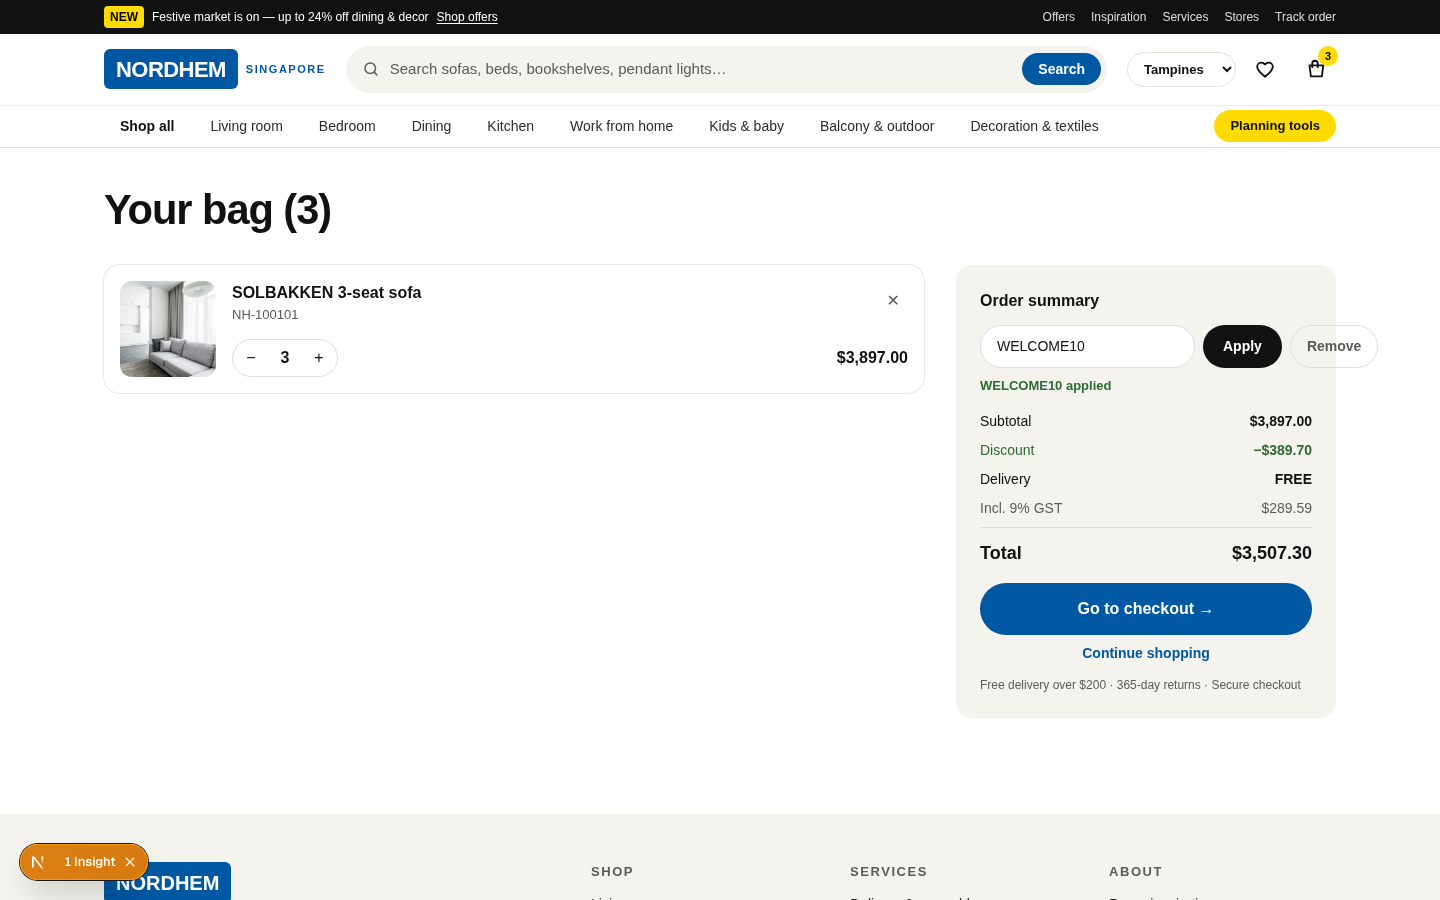 NEW Festive market is on — up to 24% off dining & decor Shop offers Offers Inspiration Services Stores Track order
NORDHEM SINGAPORE Search sofas, beds, bookshelves, pendant lights… Search Tampines 3
Shop all Living room Bedroom Dining Kitchen Work from home Kids & baby Balcony & outdoor Decoration & textiles Planning tools
Your bag (3)
SOLBAKKEN 3-seat sofa
NH-100101
− 3 + $3,897.00
Order summary
WELCOME10 Apply Remove
WELCOME10 applied
Subtotal $3,897.00
Discount −$389.70
Delivery FREE
Incl. 9% GST $289.59
Total $3,507.30
Go to checkout →
Continue shopping
Free delivery over $200 · 365-day returns · Secure checkout
1 Insight
NORDHEM SHOP SERVICES ABOUT